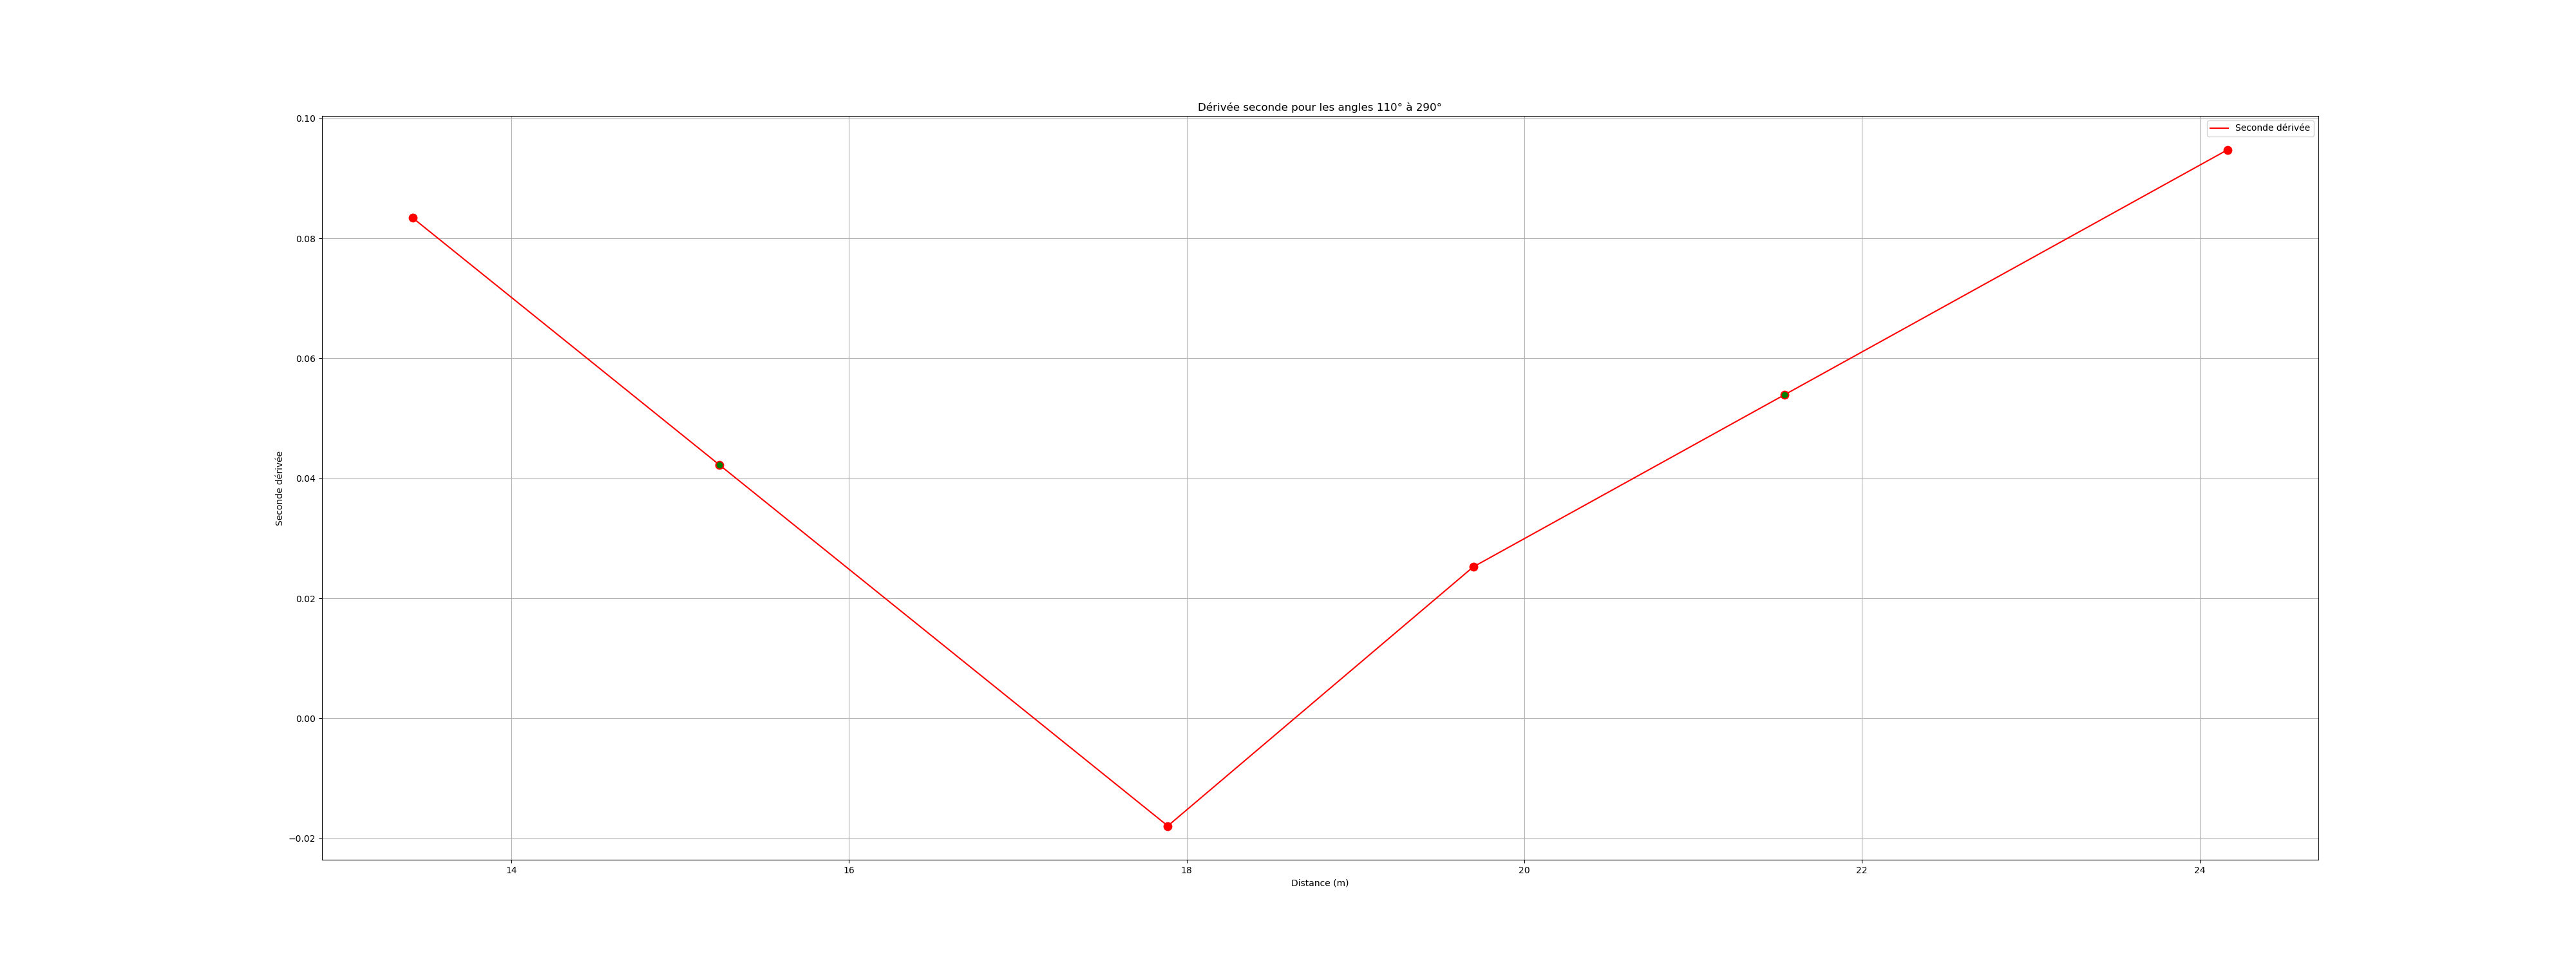 Dérivée seconde pour les angles 110° à 290°
Seconde dérivée
0.10
0.08
0.06
0.04
0.02
0.00
−0.02
Seconde dérivée
14 16 18 20 22 24
Distance (m)